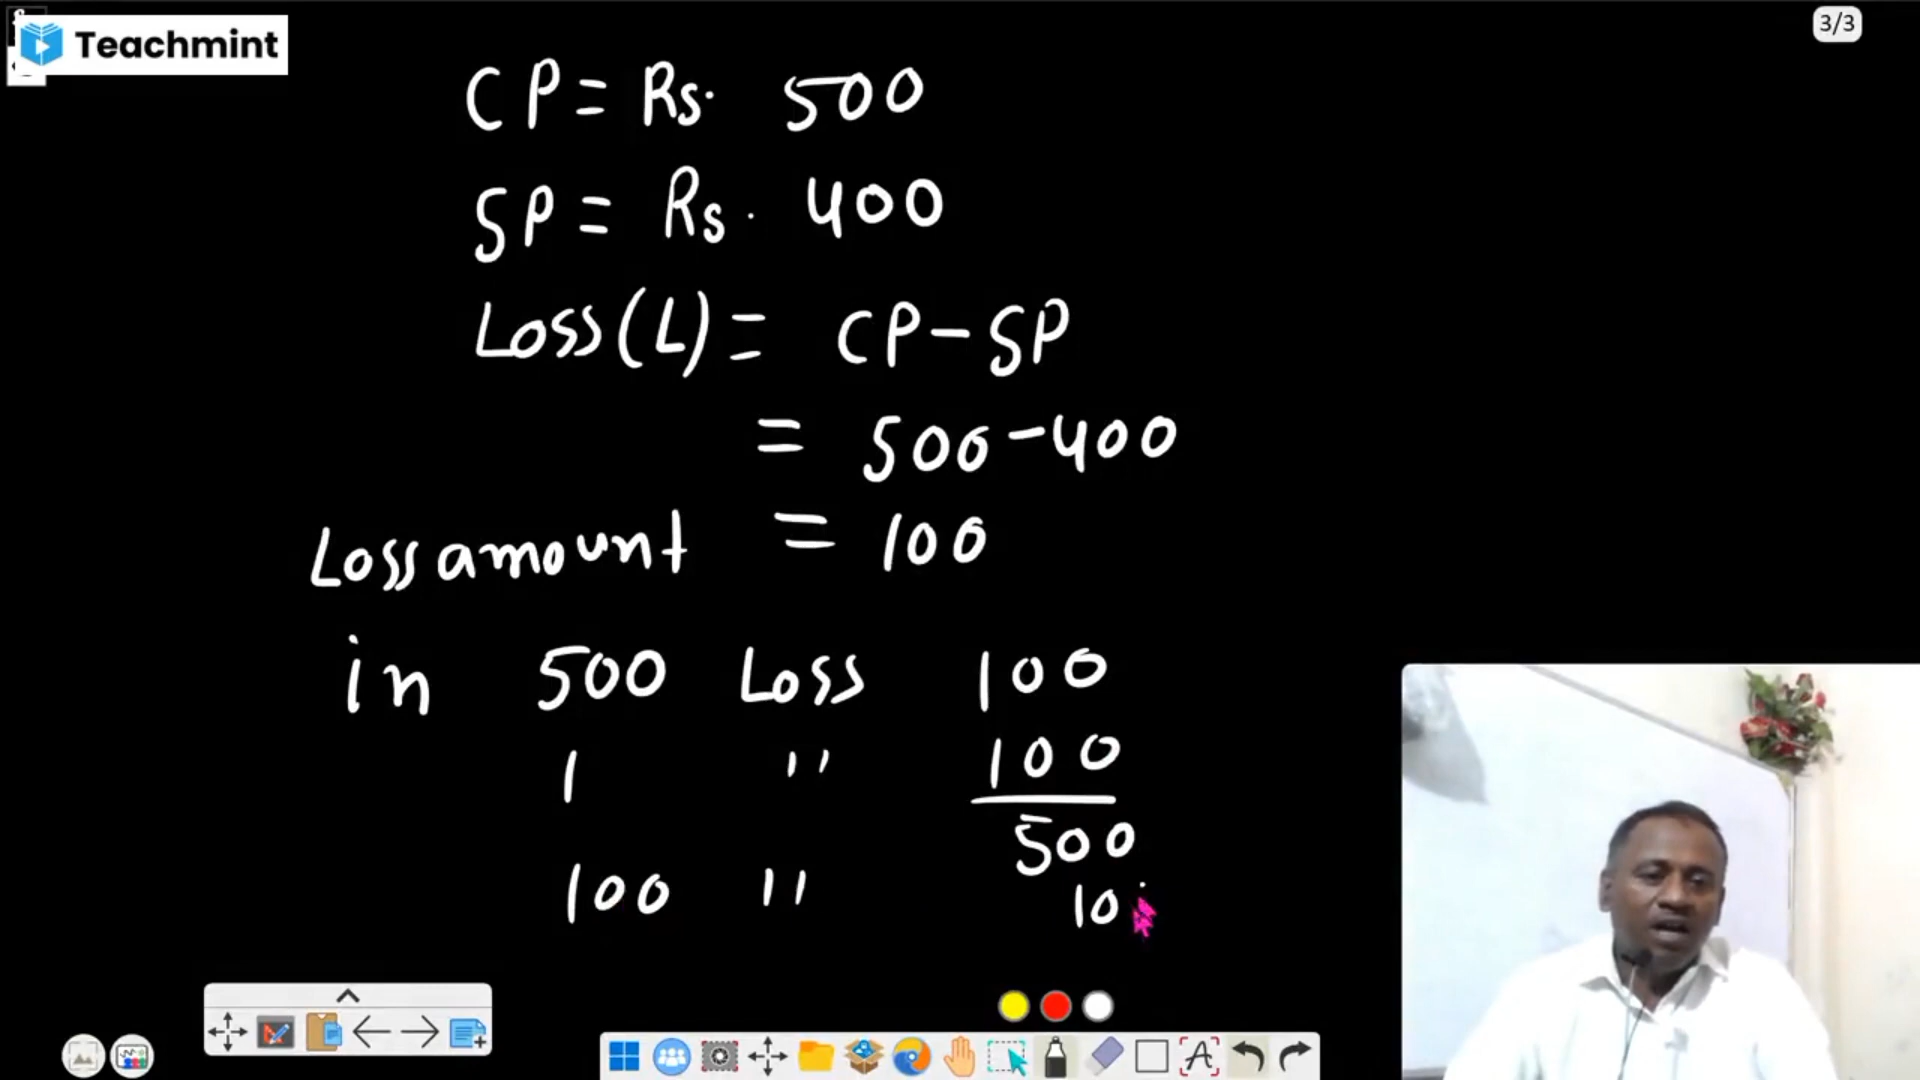 Teachmint
3/3
CP = Rs. 500
SP = Rs. 400
Loss (L) = CP - SP
= 500 - 400
Loss amount = 100
in 500 Loss 100
1 " 100
500
100 " 10